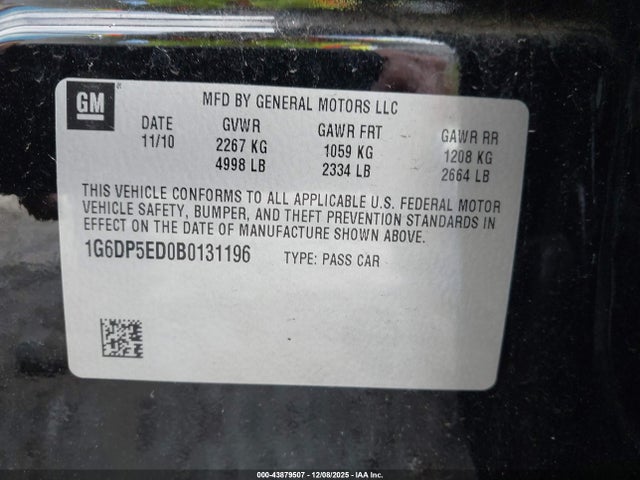 GM
MFD BY GENERAL MOTORS LLC
DATE GVWR GAWR FRT GAWR RR
11/10 2267 KG 1059 KG 1208 KG
4998 LB 2334 LB 2664 LB
THIS VEHICLE CONFORMS TO ALL APPLICABLE U.S. FEDERAL MOTOR
VEHICLE SAFETY, BUMPER, AND THEFT PREVENTION STANDARDS IN
EFFECT ON THE DATE OF MANUFACTURE SHOWN ABOVE.
1G6DP5ED0B0131196 TYPE: PASS CAR
000-43879507 - 12/08/2025 - IAA Inc.